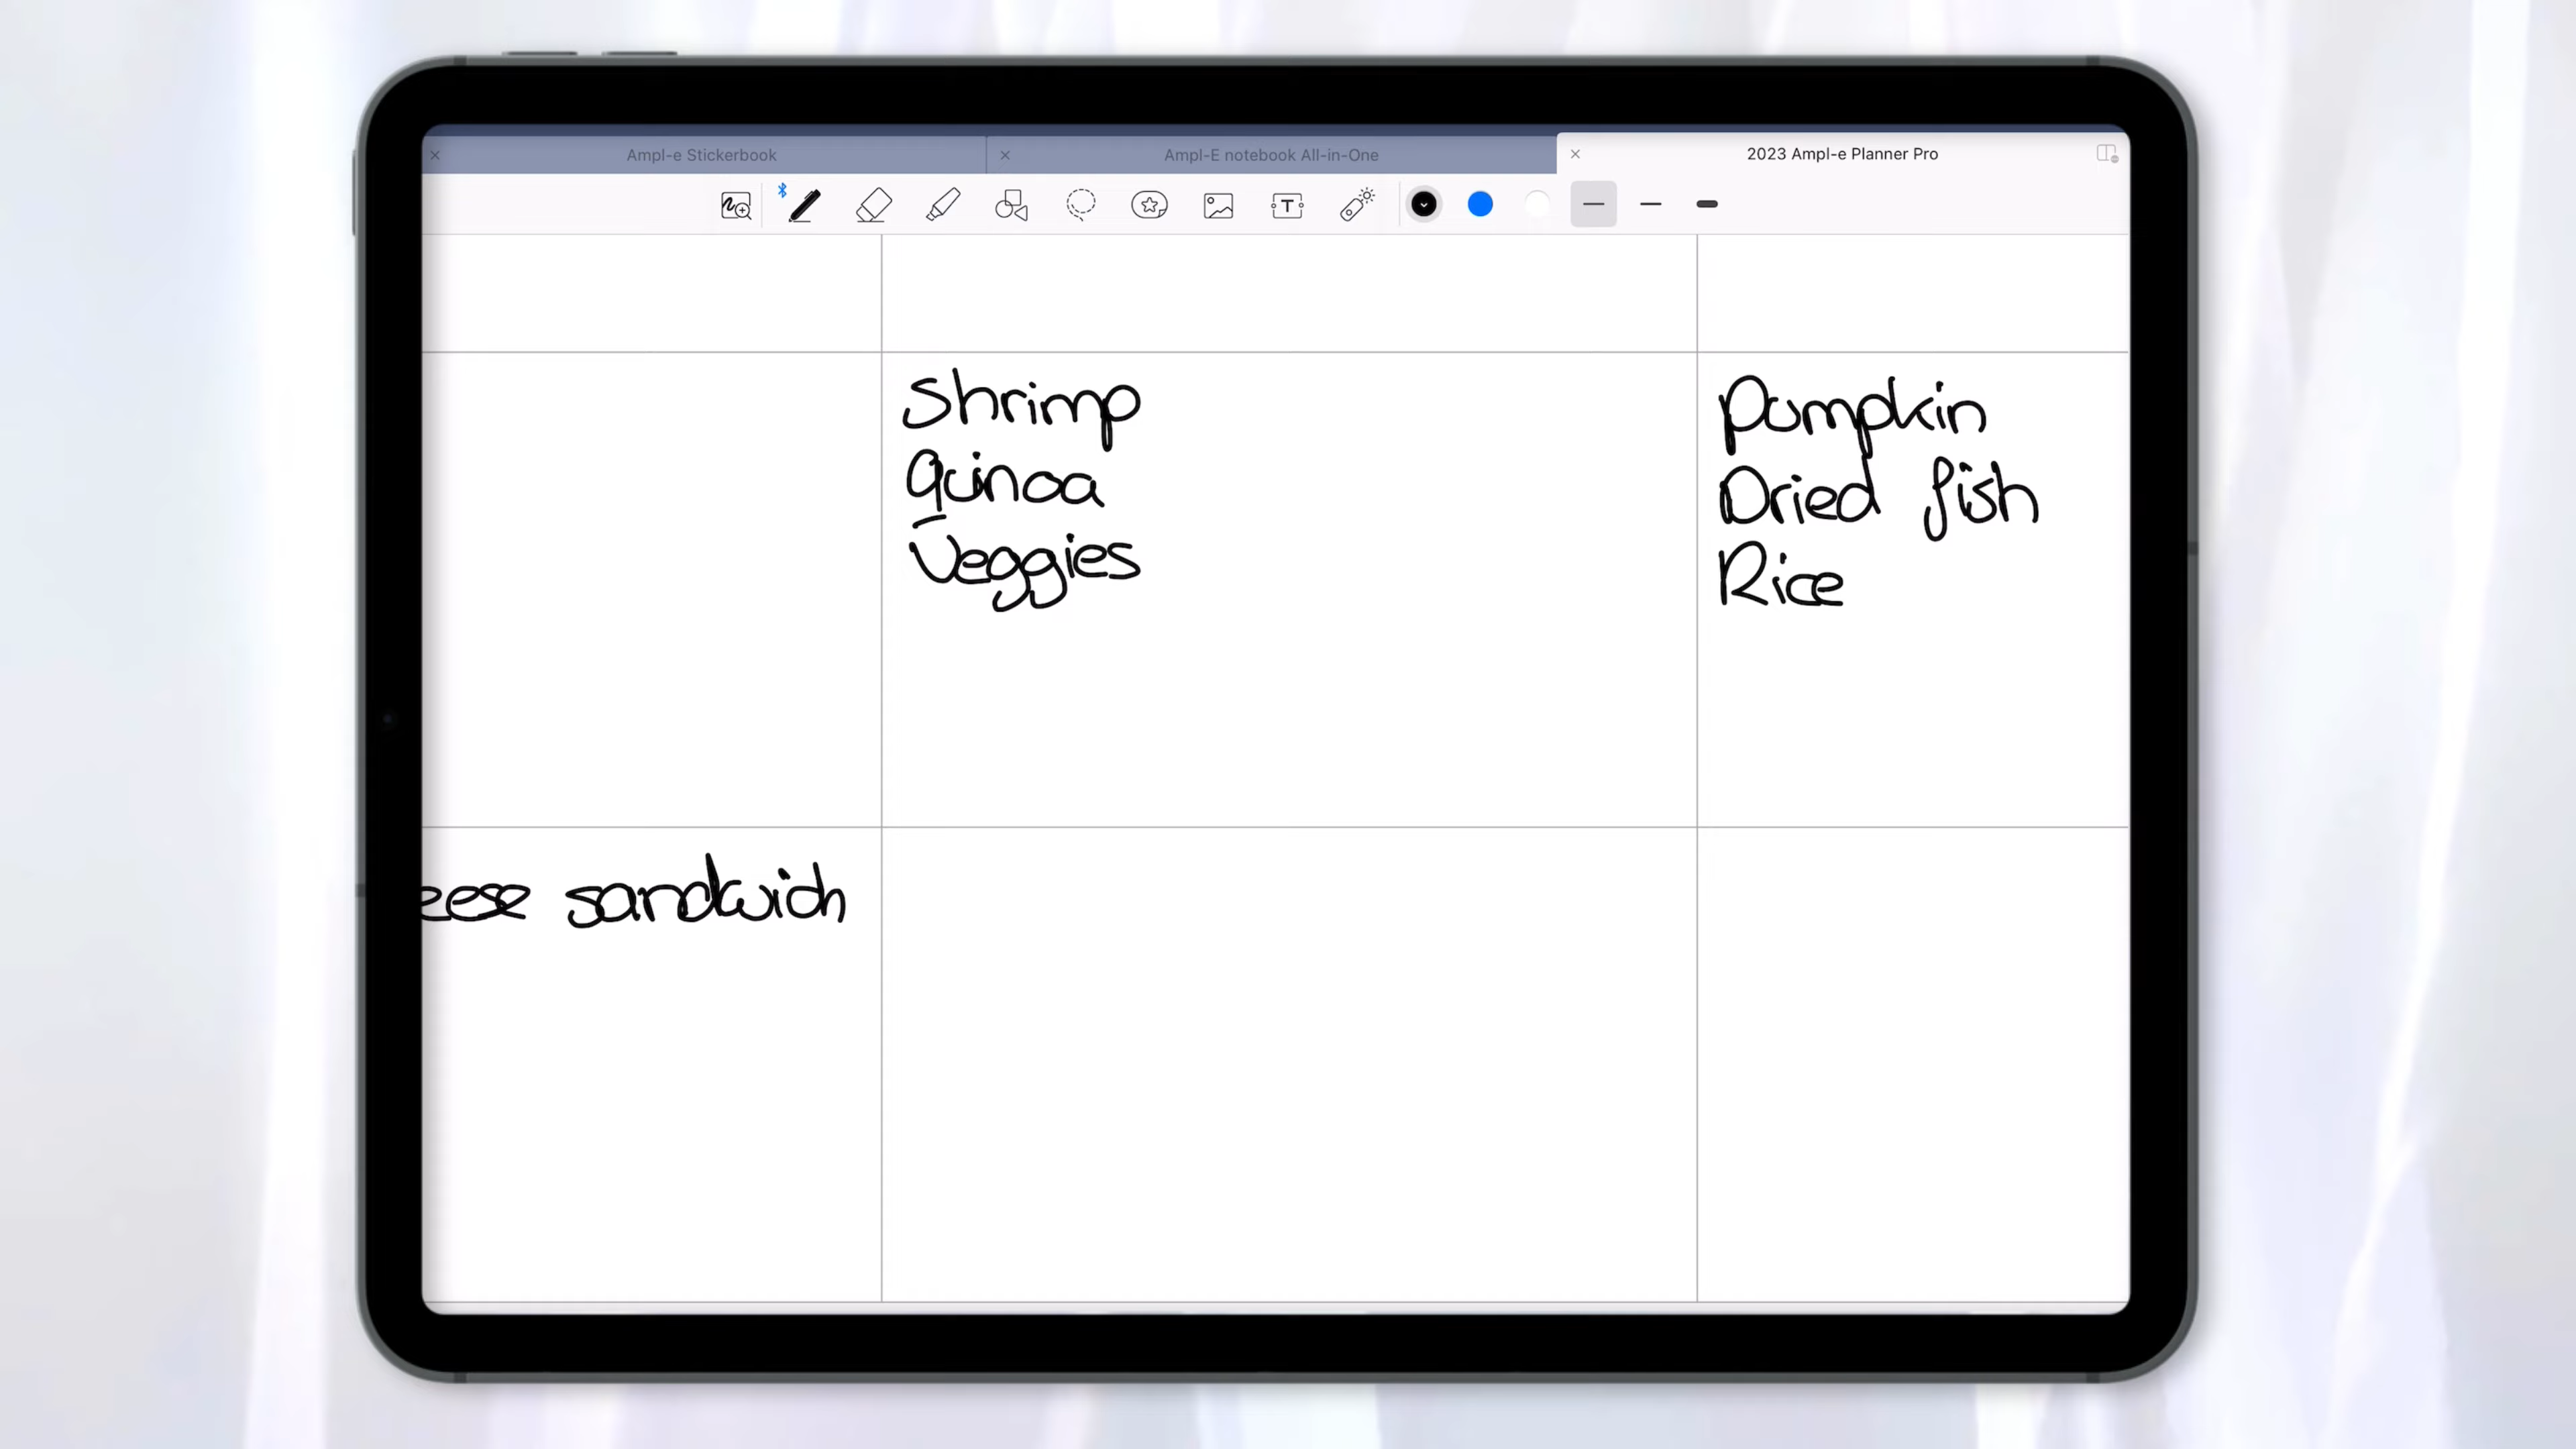 Ampl-e Stickerbook
Ampl-E notebook All-in-One
2023 Ampl-e Planner Pro
Shrimp
Quinoa
Veggies
Pumpkin
Dried fish
Rice
eese sandwich